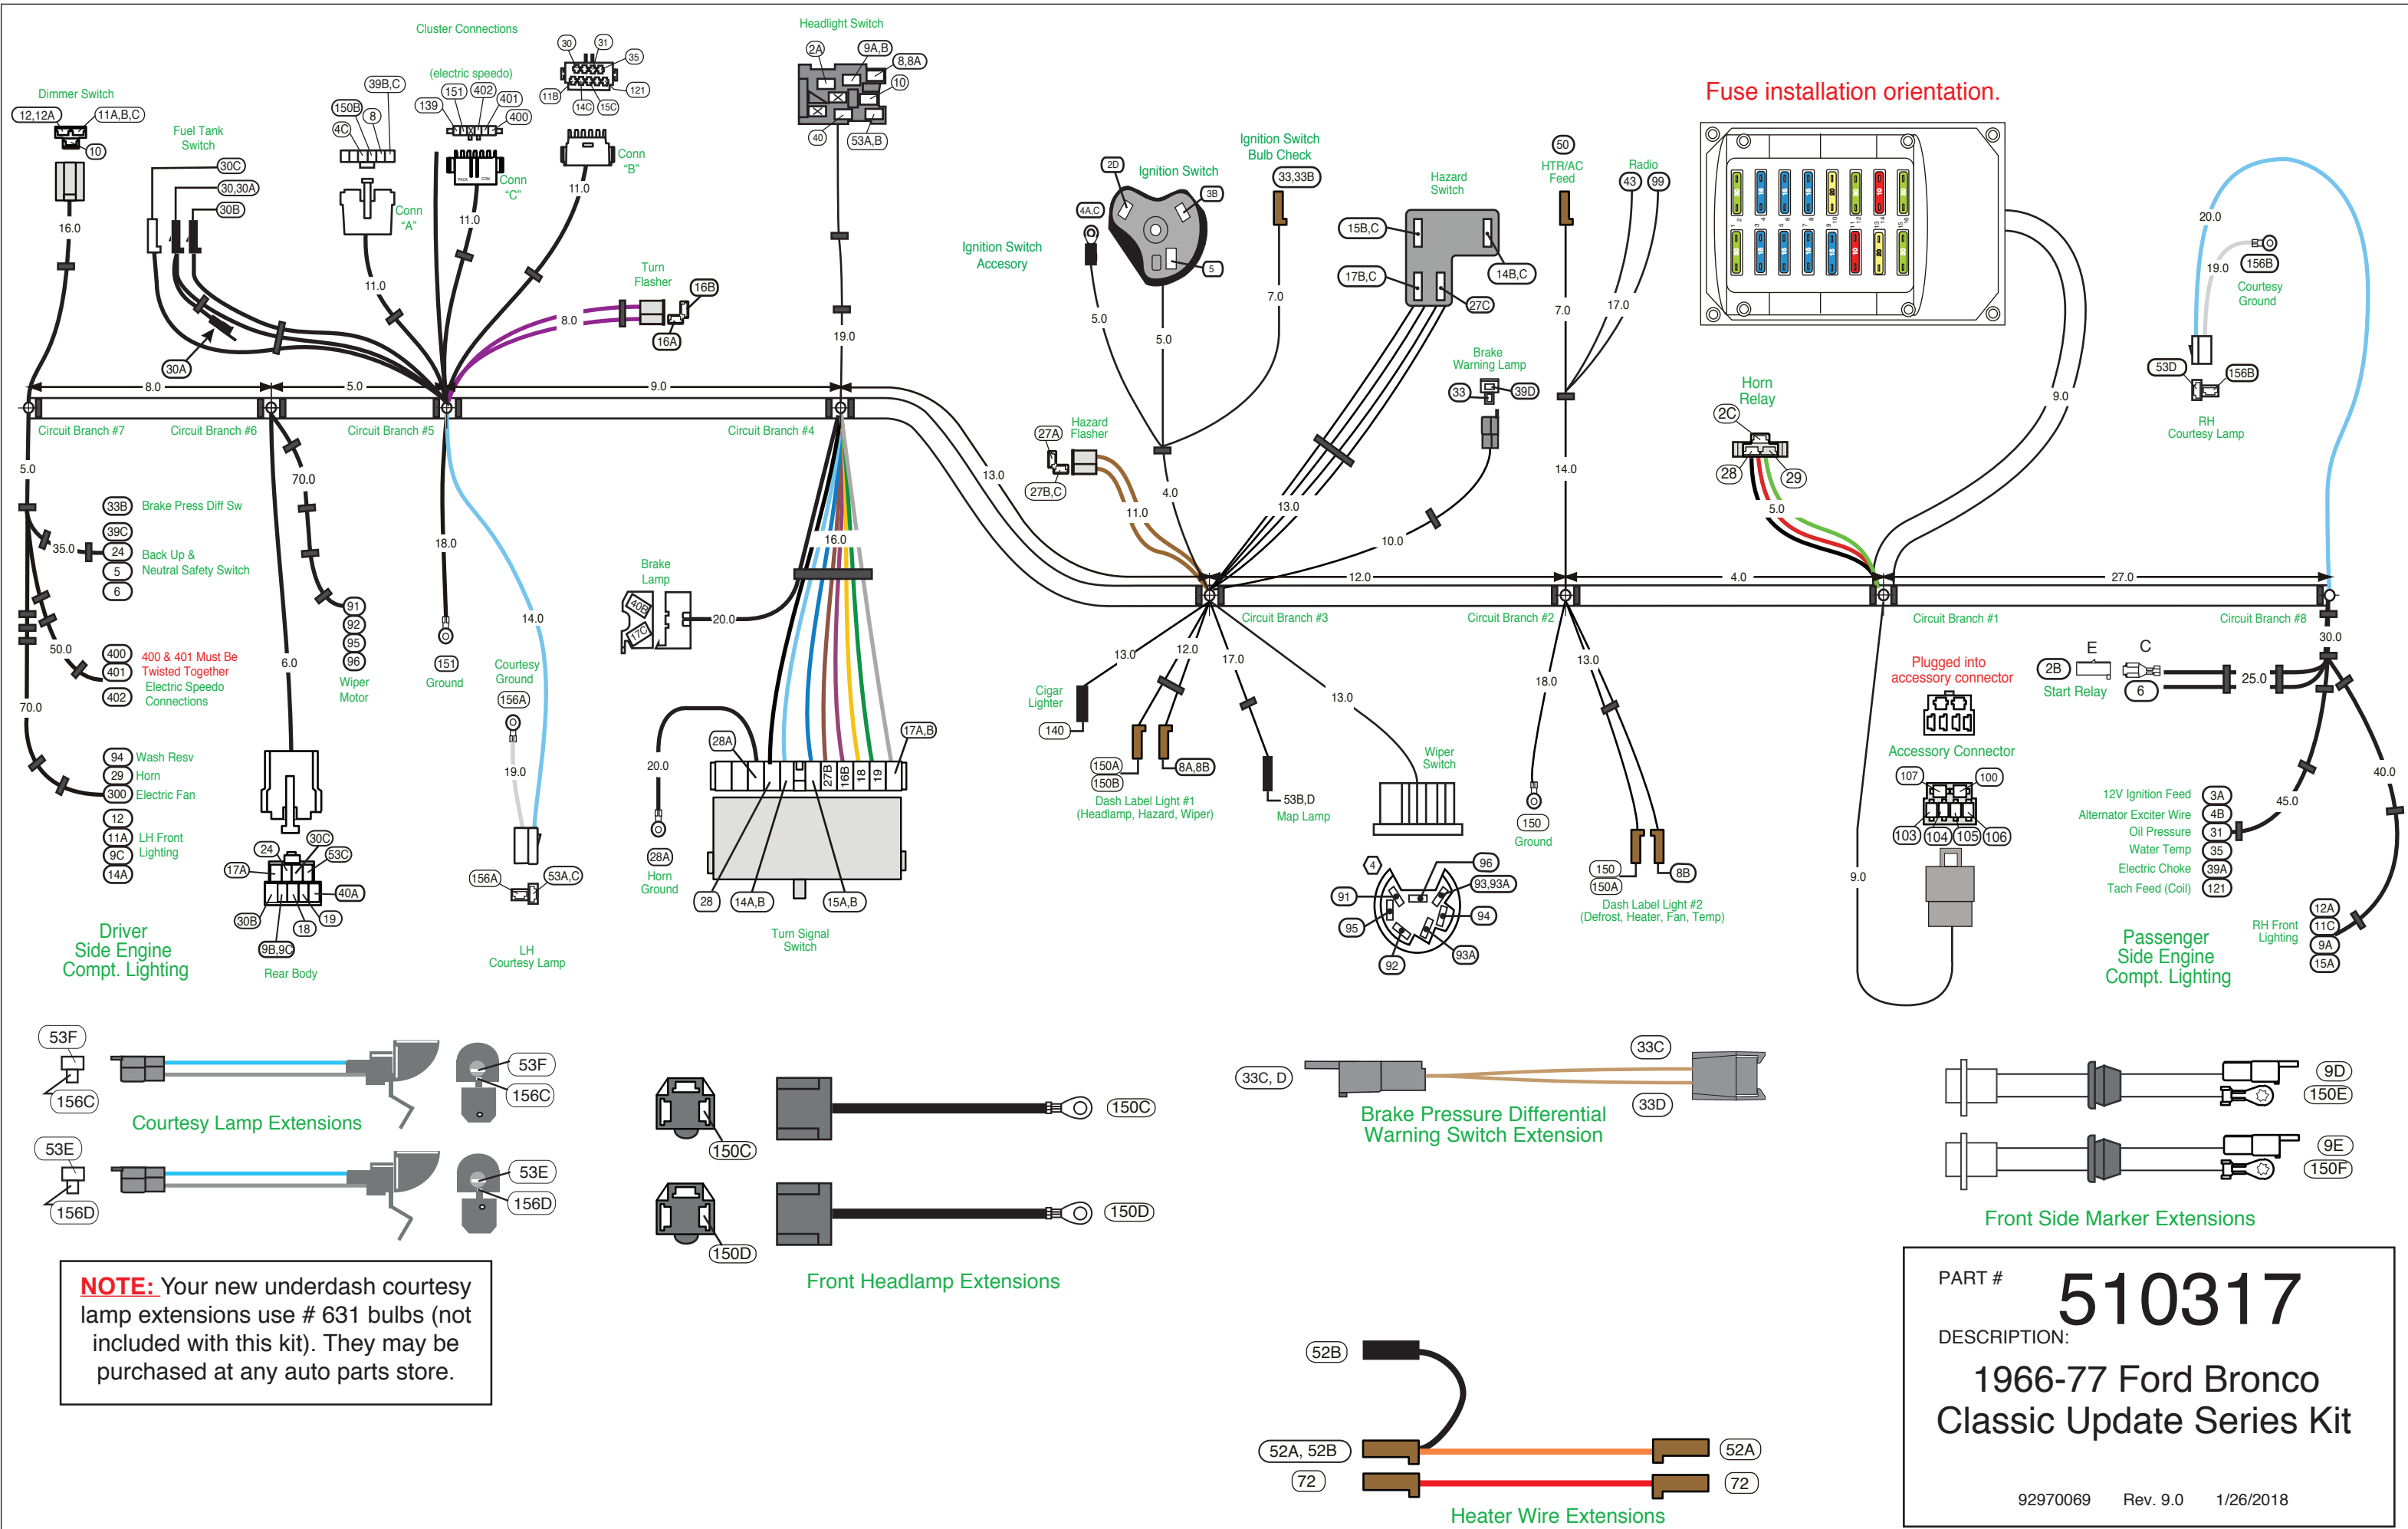 Cluster Connections
(electric speedo)
30
31
35
11B
14C
15C
121
139
151
402
401
400
Conn
"C"
Conn
"B"
11.0
11.0
39B,C
150B
8
4C
Conn
"A"
11.0
Dimmer Switch
12,12A
11A,B,C
10
16.0
Fuel Tank
Switch
30C
30,30A
30B
30A
Turn
Flasher
16B
16A
8.0
Headlight Switch
2A
9A,B
8,8A
10
40
53A,B
19.0
Ignition Switch
2D
3B
4A,C
5
Ignition Switch
Accesory
5.0
5.0
Ignition Switch
Bulb Check
33,33B
7.0
4.0
Hazard
Switch
15B,C
17B,C
14B,C
27C
13.0
Brake
Warning Lamp
33
39D
10.0
50
HTR/AC
Feed
7.0
Radio
43
99
17.0
14.0
Fuse installation orientation.
9.0
Horn
Relay
2C
28
29
5.0
20.0
19.0
156B
Courtesy
Ground
53D
156B
RH
Courtesy Lamp
8.0
5.0
9.0
13.0
12.0
4.0
27.0
Circuit Branch #7
Circuit Branch #6
Circuit Branch #5
Circuit Branch #4
Circuit Branch #3
Circuit Branch #2
Circuit Branch #1
Circuit Branch #8
Hazard
Flasher
27A
27B,C
11.0
5.0
33B
Brake Press Diff Sw
39C
24
5
6
Back Up &
Neutral Safety Switch
35.0
50.0
400
401
400 & 401 Must Be
Twisted Together
402
Electric Speedo
Connections
70.0
94
Wash Resv
29
Horn
300
Electric Fan
12
11A
9C
14A
LH Front
Lighting
Driver
Side Engine
Compt. Lighting
70.0
91
92
95
96
Wiper
Motor
6.0
24
30C
53C
17A
40A
30B
19
18
9B,9C
Rear Body
18.0
151
Ground
14.0
Courtesy
Ground
156A
19.0
156A
53A,C
LH
Courtesy Lamp
Brake
Lamp
40B
17C
20.0
16.0
28A
27B
16B
18
19
17A,B
20.0
28A
Horn
Ground
28
14A,B
15A,B
Turn Signal
Switch
13.0
Cigar
Lighter
140
12.0
150A
150B
8A,8B
Dash Label Light #1
(Headlamp, Hazard, Wiper)
17.0
53B,D
Map Lamp
13.0
Wiper
Switch
4
96
93,93A
91
94
95
92
93A
18.0
150
Ground
13.0
150
150A
8B
Dash Label Light #2
(Defrost, Heater, Fan, Temp)
Plugged into
accessory connector
Accessory Connector
107
100
103
104
105
106
9.0
30.0
E
C
2B
Start Relay
6
25.0
12V Ignition Feed
3A
Alternator Exciter Wire
4B
Oil Pressure
31
Water Temp
35
Electric Choke
39A
Tach Feed (Coil)
121
45.0
40.0
RH Front
Lighting
12A
11C
9A
15A
Passenger
Side Engine
Compt. Lighting
53F
156C
53F
156C
Courtesy Lamp Extensions
53E
156D
53E
156D
150C
150C
150D
150D
Front Headlamp Extensions
33C, D
33C
33D
Brake Pressure Differential
Warning Switch Extension
9D
150E
9E
150F
Front Side Marker Extensions
NOTE: Your new underdash courtesy
lamp extensions use # 631 bulbs (not
included with this kit). They may be
purchased at any auto parts store.
52B
52A, 52B
52A
72
72
Heater Wire Extensions
PART # 510317
DESCRIPTION:
1966-77 Ford Bronco
Classic Update Series Kit
92970069 Rev. 9.0 1/26/2018